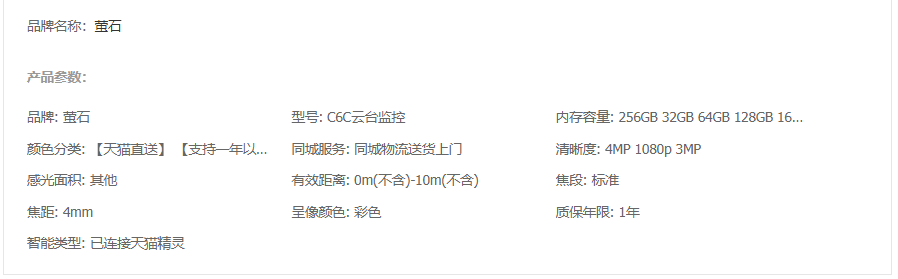 品牌名称：萤石
产品参数：
品牌: 萤石 型号: C6C云台监控 内存容量: 256GB 32GB 64GB 128GB 16...
颜色分类: 【天猫直送】 【支持一年以... 同城服务: 同城物流送货上门 清晰度: 4MP 1080p 3MP
感光面积: 其他 有效距离: 0m(不含)-10m(不含) 焦段: 标准
焦距: 4mm 呈像颜色: 彩色 质保年限: 1年
智能类型: 已连接天猫精灵